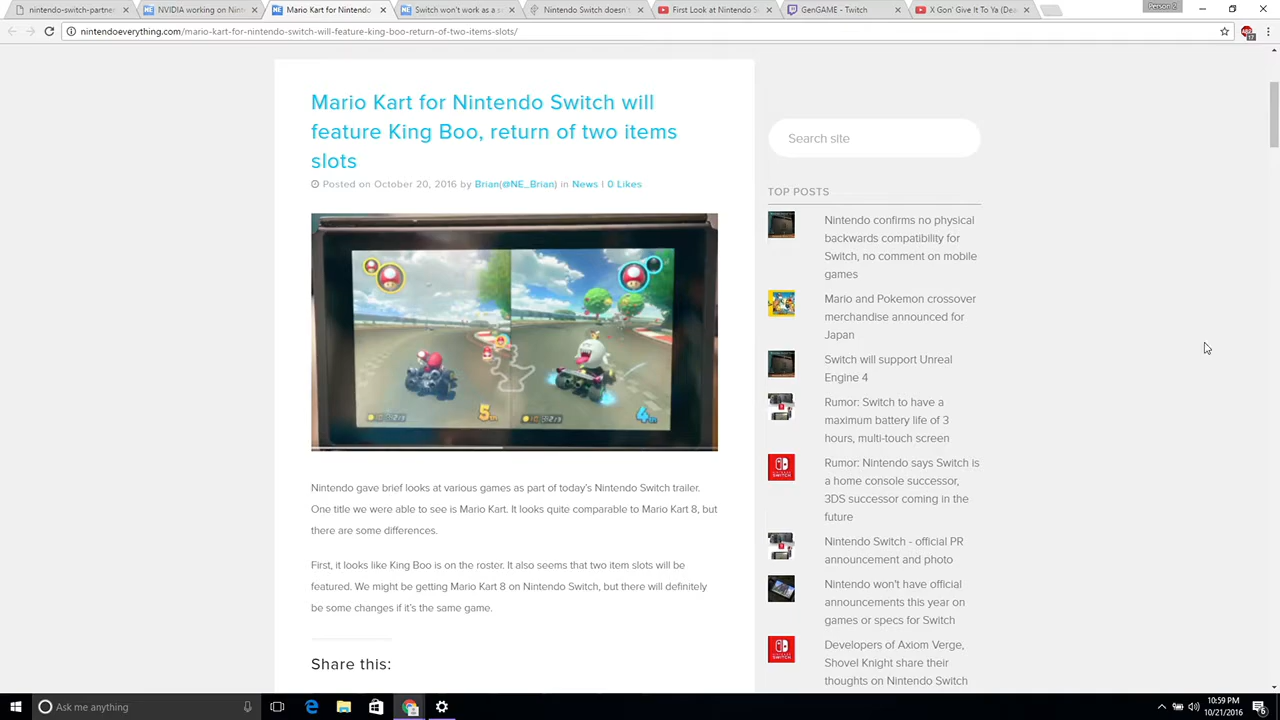 nintendo-switch-partner
NVIDIA working on Nint
Mario Kart for Nintendo
Switch won't work as a s
Nintendo Switch doesn't
First Look at Nintendo S
GenGAME - Twitch
X Gon' Give It To Ya (Dea
Person 2
nintendoeverything.com/mario-kart-for-nintendo-switch-will-feature-king-boo-return-of-two-items-slots/
17
Mario Kart for Nintendo Switch will
feature King Boo, return of two items
slots
Posted on October 20, 2016 by Brian(@NE_Brian) in News | 0 Likes
5th
4th
Nintendo gave brief looks at various games as part of today's Nintendo Switch trailer.
One title we were able to see is Mario Kart. It looks quite comparable to Mario Kart 8, but
there are some differences.
First, it looks like King Boo is on the roster. It also seems that two item slots will be
featured. We might be getting Mario Kart 8 on Nintendo Switch, but there will definitely
be some changes if it's the same game.
Share this:
Search site
TOP POSTS
Nintendo confirms no physical
backwards compatibility for
Switch, no comment on mobile
games
Mario and Pokemon crossover
merchandise announced for
Japan
Switch will support Unreal
Engine 4
Rumor: Switch to have a
maximum battery life of 3
hours, multi-touch screen
Rumor: Nintendo says Switch is
a home console successor,
3DS successor coming in the
future
Nintendo Switch - official PR
announcement and photo
Nintendo won't have official
announcements this year on
games or specs for Switch
Developers of Axiom Verge,
Shovel Knight share their
thoughts on Nintendo Switch
Ask me anything
10:59 PM
10/21/2016
6